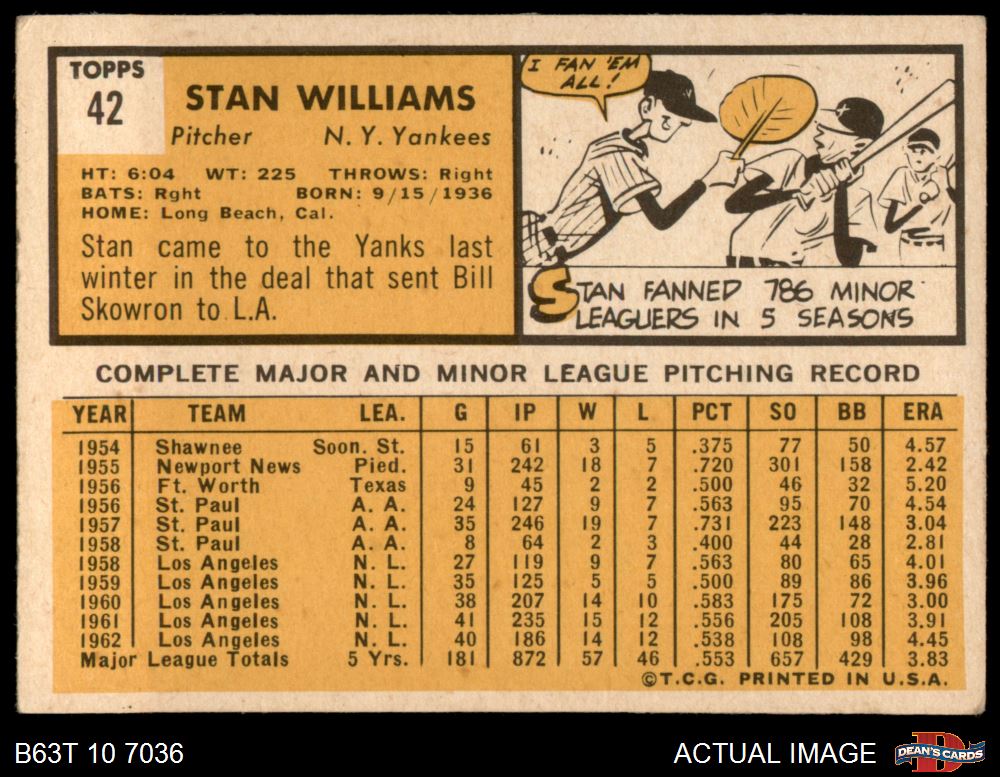 TOPPS
42
STAN WILLIAMS
Pitcher N. Y. Yankees
HT: 6:04 WT: 225 THROWS: Right
BATS: Rght BORN: 9/15/1936
HOME: Long Beach, Cal.
Stan came to the Yanks last
winter in the deal that sent Bill
Skowron to L.A.
I FAN 'EM
ALL!
STAN FANNED 786 MINOR
LEAGUERS IN 5 SEASONS
COMPLETE MAJOR AND MINOR LEAGUE PITCHING RECORD
YEAR TEAM LEA. G IP W L PCT SO BB ERA
1954 Shawnee Soon. St. 15 61 3 5 .375 77 50 4.57
1955 Newport News Pied. 31 242 18 7 .720 301 158 2.42
1956 Ft. Worth Texas 9 45 2 2 .500 46 32 5.20
1956 St. Paul A. A. 24 127 9 7 .563 95 70 4.54
1957 St. Paul A. A. 35 246 19 7 .731 223 148 3.04
1958 St. Paul A. A. 8 64 2 3 .400 44 28 2.81
1958 Los Angeles N. L. 27 119 9 7 .563 80 65 4.01
1959 Los Angeles N. L. 35 125 5 5 .500 89 86 3.96
1960 Los Angeles N. L. 38 207 14 10 .583 175 72 3.00
1961 Los Angeles N. L. 41 235 15 12 .556 205 108 3.91
1962 Los Angeles N. L. 40 186 14 12 .538 108 98 4.45
Major League Totals 5 Yrs. 181 872 57 46 .553 657 429 3.83
©T.C.G. PRINTED IN U.S.A.
B63T 10 7036 ACTUAL IMAGE
DEAN'S CARDS